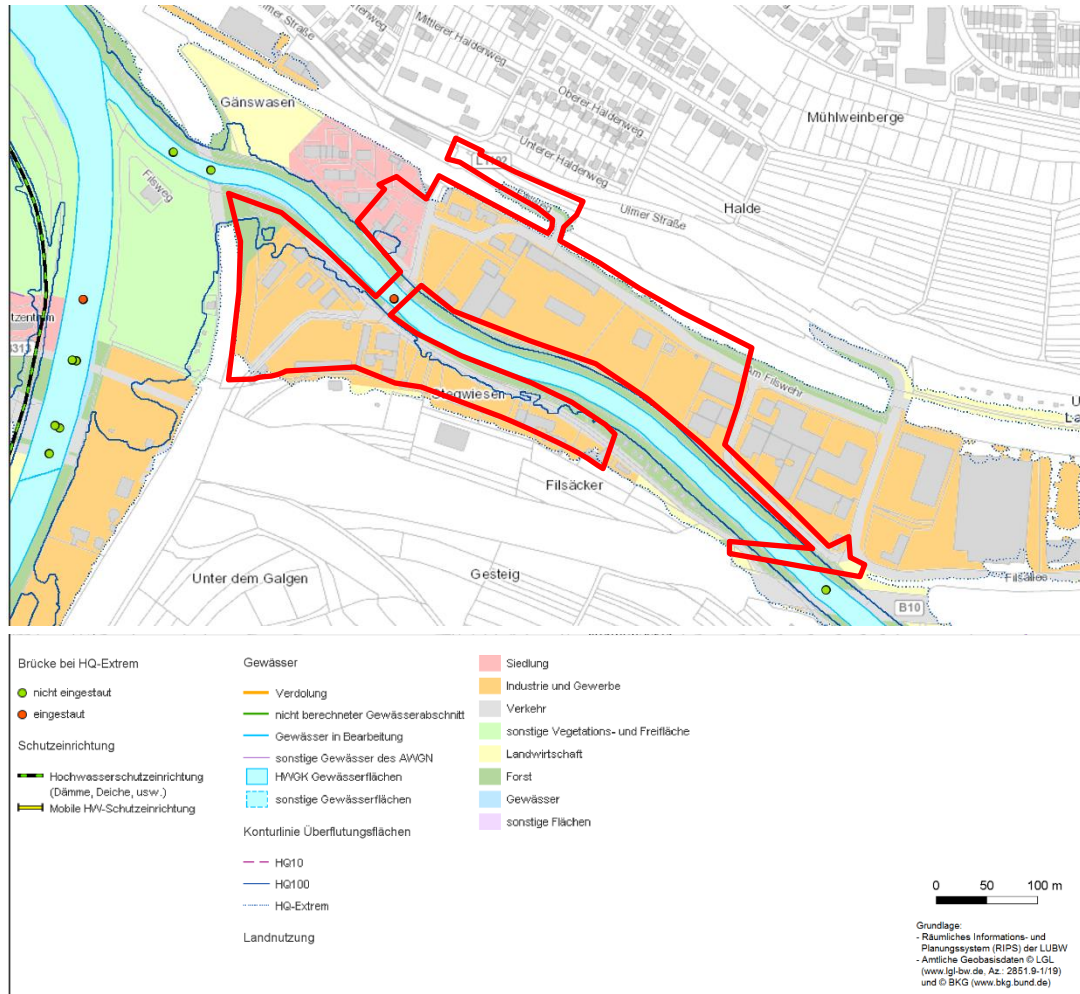 Ulmer Straße
Mittlerer Haldenweg
Gänswasen
Oberer Haldenweg
Mühlweinberge
Unterer Haldenweg
Filsweg
Ulmer Straße
Halde
Am Filswehr
Stegwiesen
Filsäcker
Unter dem Galgen
Gesteig
Filsallee
B10
Brücke bei HQ-Extrem
nicht eingestaut
eingestaut
Schutzeinrichtung
Hochwasserschutzeinrichtung
(Dämme, Deiche, usw.)
Mobile HW-Schutzeinrichtung
Gewässer
Verdolung
nicht berechneter Gewässerabschnitt
Gewässer in Bearbeitung
sonstige Gewässer des AWGN
HWGK Gewässerflächen
sonstige Gewässerflächen
Konturlinie Überflutungsflächen
HQ10
HQ100
HQ-Extrem
Landnutzung
Siedlung
Industrie und Gewerbe
Verkehr
sonstige Vegetations- und Freifläche
Landwirtschaft
Forst
Gewässer
sonstige Flächen
0 50 100 m
Grundlage:
- Räumliches Informations- und
Planungssystem (RIPS) der LUBW
- Amtliche Geobasisdaten © LGL
(www.lgl-bw.de, Az.: 2851.9-1/19)
und © BKG (www.bkg.bund.de)